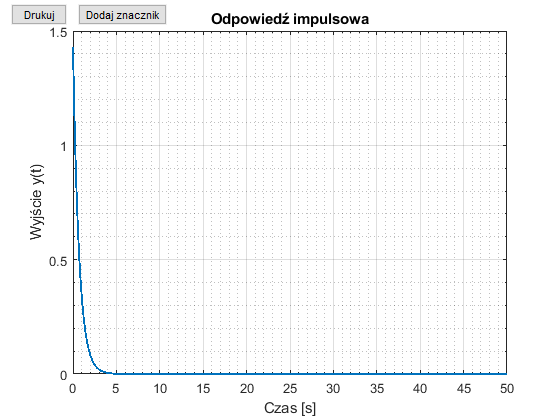 Drukuj Dodaj znacznik
Odpowiedź impulsowa
1.5
1
0.5
0
Wyjście y(t)
0 5 10 15 20 25 30 35 40 45 50
Czas [s]